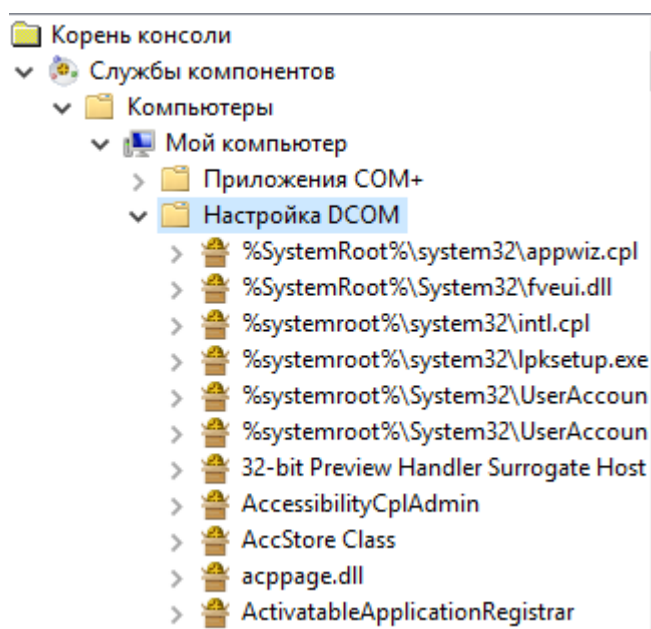 Корень консоли
Службы компонентов
Компьютеры
Мой компьютер
Приложения COM+
Настройка DCOM
%SystemRoot%\system32\appwiz.cpl
%SystemRoot%\System32\fveui.dll
%systemroot%\system32\intl.cpl
%systemroot%\system32\lpksetup.exe
%systemroot%\System32\UserAccoun
%systemroot%\System32\UserAccoun
32-bit Preview Handler Surrogate Host
AccessibilityCplAdmin
AccStore Class
acppage.dll
ActivatableApplicationRegistrar